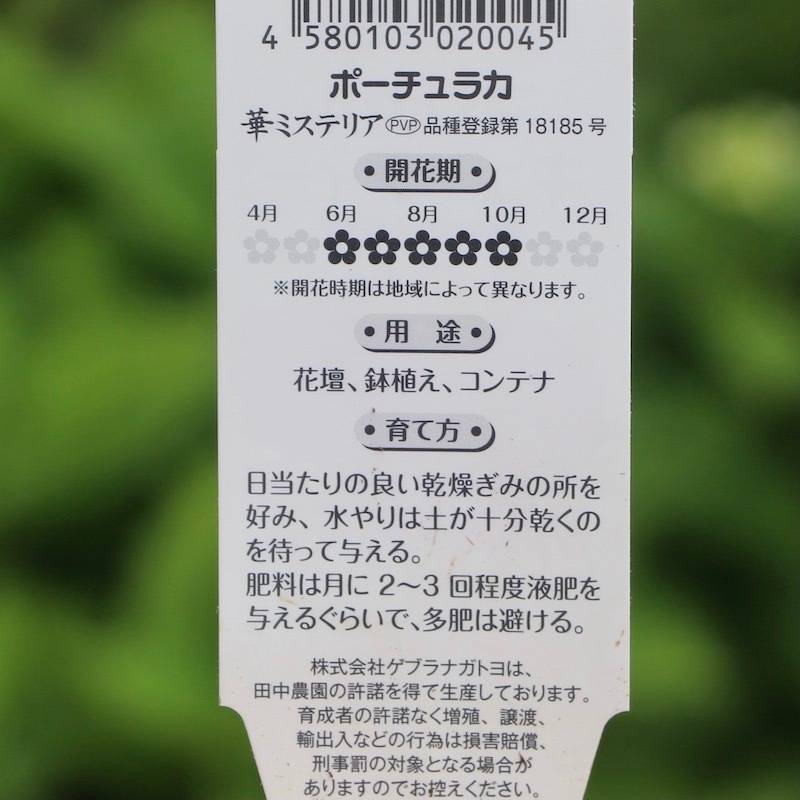 4 580103 020045
ポーチュラカ
華ミステリア PVP 品種登録第 18185 号
・開花期・
4月 6月 8月 10月 12月
※開花時期は地域によって異なります。
・用 途・
花壇、鉢植え、コンテナ
・育て方・
日当たりの良い乾燥ぎみの所を
好み、水やりは土が十分乾くの
を待って与える。
肥料は月に 2〜3 回程度液肥を
与えるぐらいで、多肥は避ける。
株式会社ゲブラナガトヨは、
田中農園の許諾を得て生産しております。
育成者の許諾なく増殖、譲渡、
輸出入などの行為は損害賠償、
刑事罰の対象となる場合が
ありますのでお控えください。